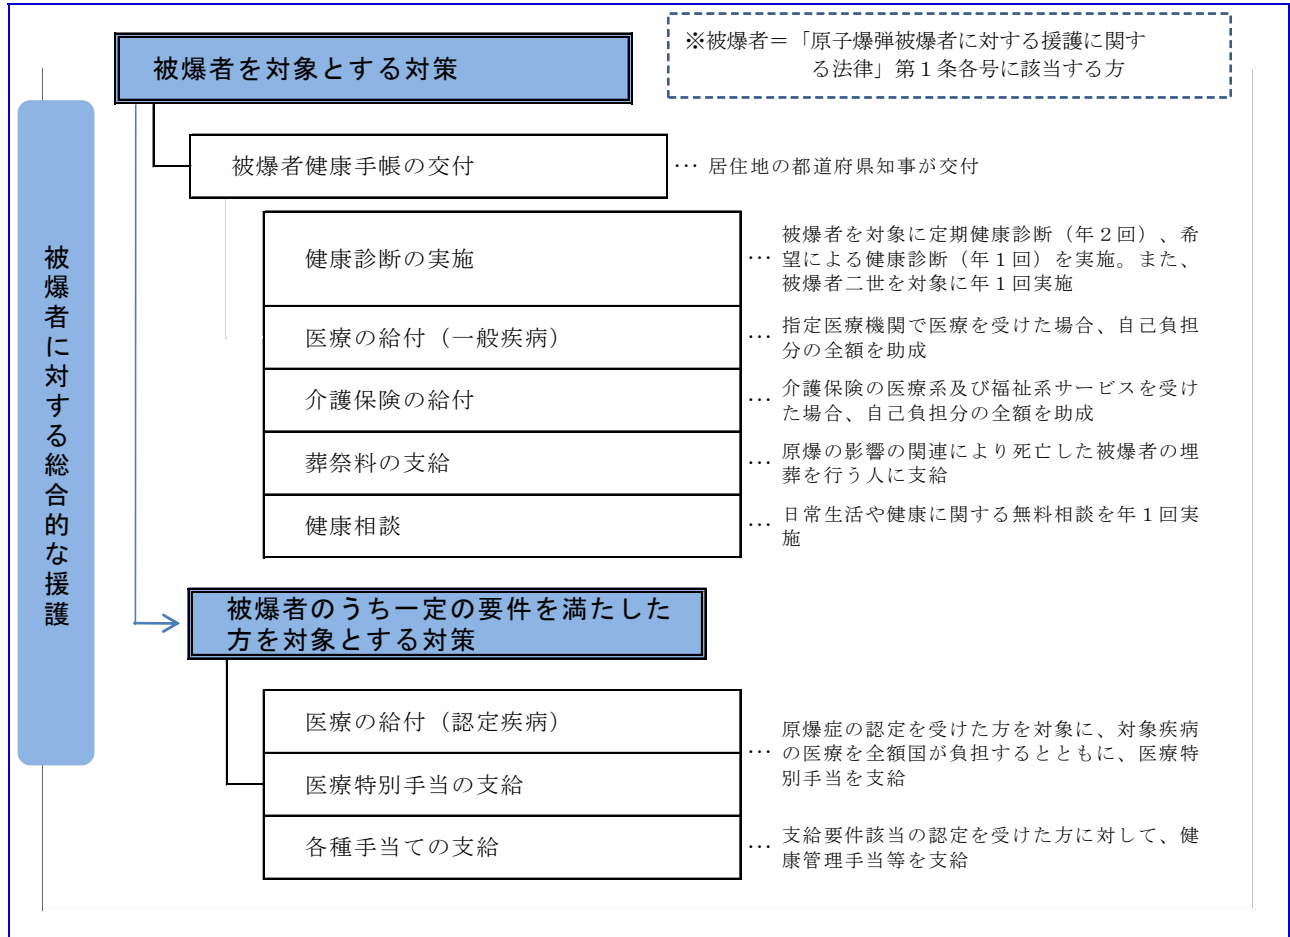 ※被爆者＝「原子爆弾被爆者に対する援護に関す
る法律」第１条各号に該当する方
被爆者を対象とする対策
被爆者に対する総合的な援護
被爆者健康手帳の交付
… 居住地の都道府県知事が交付
健康診断の実施
… 被爆者を対象に定期健康診断（年２回）、希
望による健康診断（年１回）を実施。また、
被爆者二世を対象に年１回実施
医療の給付（一般疾病）
… 指定医療機関で医療を受けた場合、自己負担
分の全額を助成
介護保険の給付
… 介護保険の医療系及び福祉系サービスを受け
た場合、自己負担分の全額を助成
葬祭料の支給
… 原爆の影響の関連により死亡した被爆者の埋
葬を行う人に支給
健康相談
… 日常生活や健康に関する無料相談を年１回実
施
被爆者のうち一定の要件を満たした
方を対象とする対策
医療の給付（認定疾病）
医療特別手当の支給
… 原爆症の認定を受けた方を対象に、対象疾病
の医療を全額国が負担するとともに、医療特
別手当を支給
各種手当ての支給
… 支給要件該当の認定を受けた方に対して、健
康管理手当等を支給